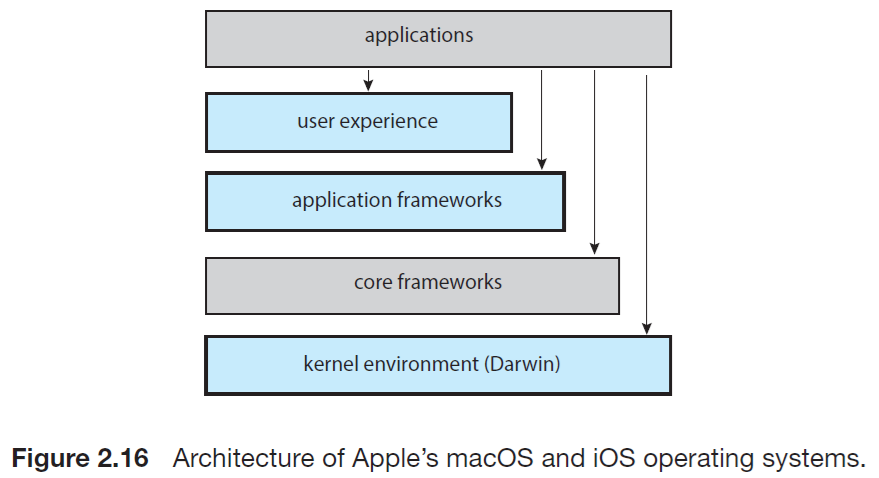 applications
user experience
application frameworks
core frameworks
kernel environment (Darwin)
Figure 2.16 Architecture of Apple’s macOS and iOS operating systems.